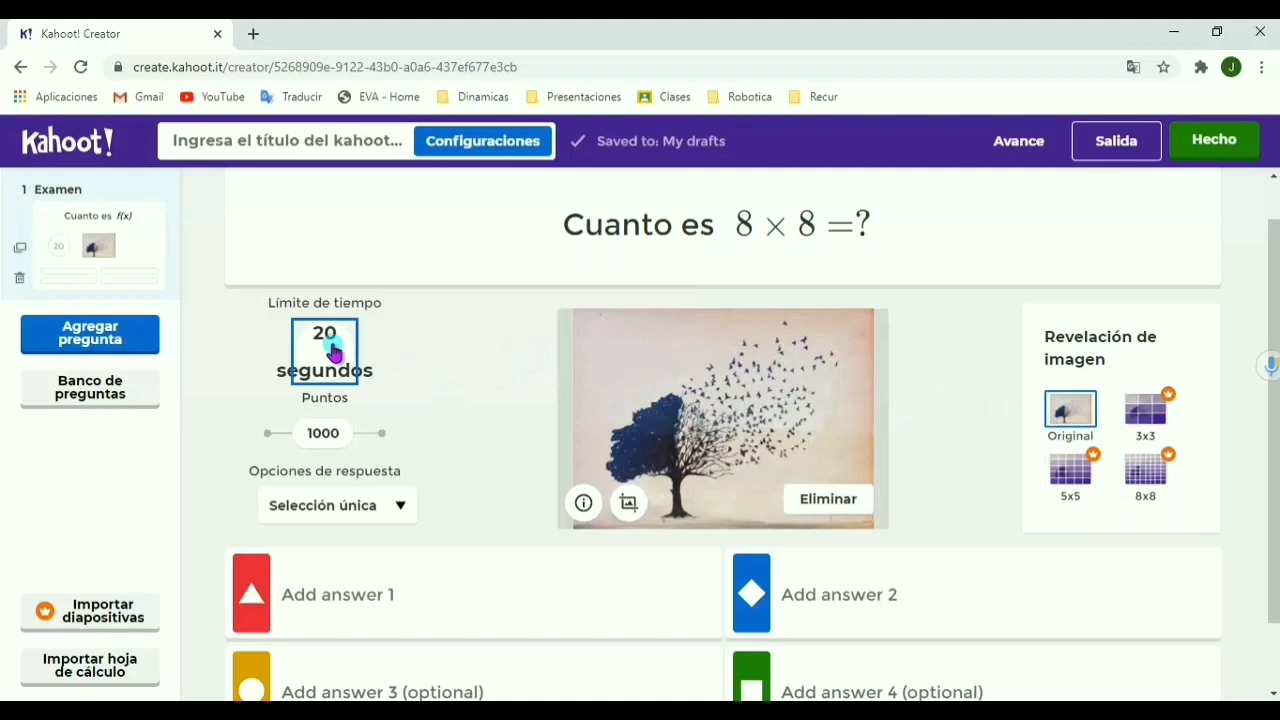 K! Kahoot! Creator
create.kahoot.it/creator/5268909e-9122-43b0-a0a6-437ef677e3cb
J
Aplicaciones Gmail YouTube Traducir EVA - Home Dinamicas Presentaciones Clases Robotica Recur
Kahoot! Ingresa el título del kahoot... Configuraciones Saved to: My drafts Avance Salida Hecho
1 Examen
Cuanto es f(x)
20
Agregar
pregunta
Banco de
preguntas
Importar
diapositivas
Importar hoja
de cálculo
Cuanto es 8 × 8 =?
Límite de tiempo
20
segundos
Puntos
1000
Opciones de respuesta
Selección única
Eliminar
Revelación de
imagen
Original 3x3
5x5 8x8
Add answer 1
Add answer 2
Add answer 3 (optional)
Add answer 4 (optional)